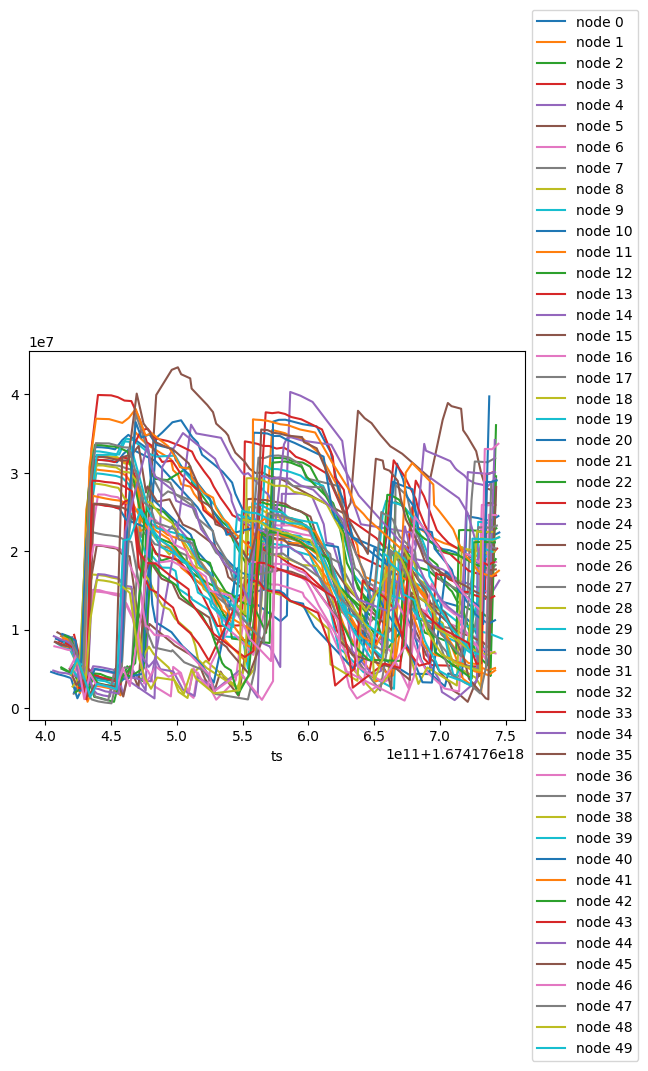 1e7
4
3
2
1
0
4.0 4.5 5.0 5.5 6.0 6.5 7.0 7.5
ts
1e11+1.674176e18
node 0
node 1
node 2
node 3
node 4
node 5
node 6
node 7
node 8
node 9
node 10
node 11
node 12
node 13
node 14
node 15
node 16
node 17
node 18
node 19
node 20
node 21
node 22
node 23
node 24
node 25
node 26
node 27
node 28
node 29
node 30
node 31
node 32
node 33
node 34
node 35
node 36
node 37
node 38
node 39
node 40
node 41
node 42
node 43
node 44
node 45
node 46
node 47
node 48
node 49